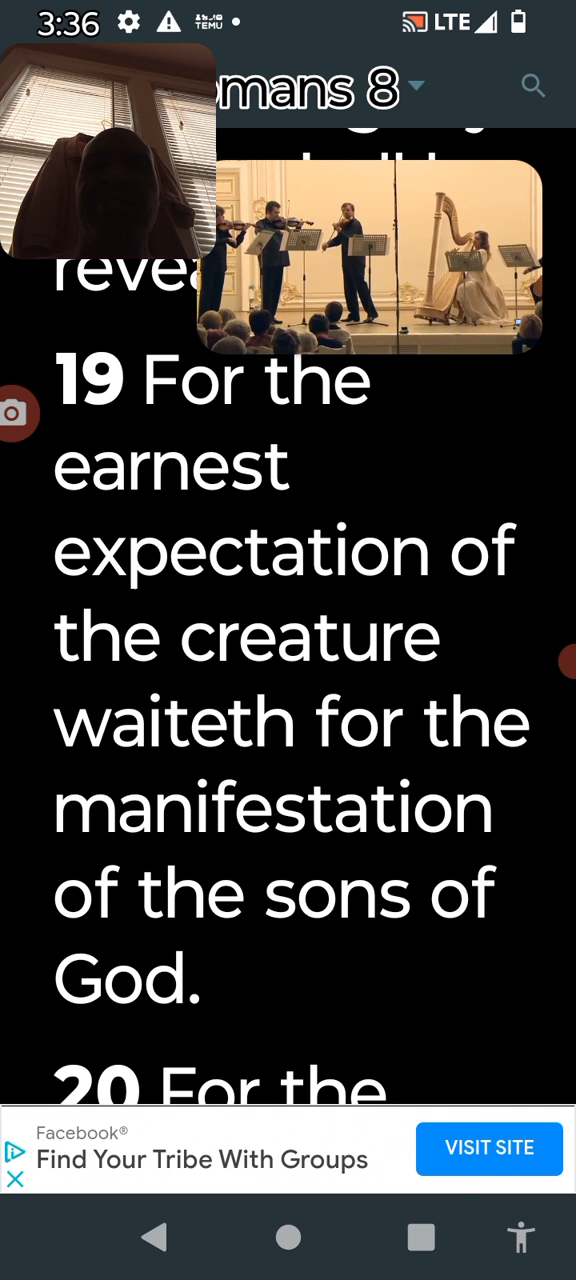 3:36 TEMU LTE
omans 8
revea
19 For the
earnest
expectation of
the creature
waiteth for the
manifestation
of the sons of
God.
20 For the
Facebook®
Find Your Tribe With Groups
VISIT SITE